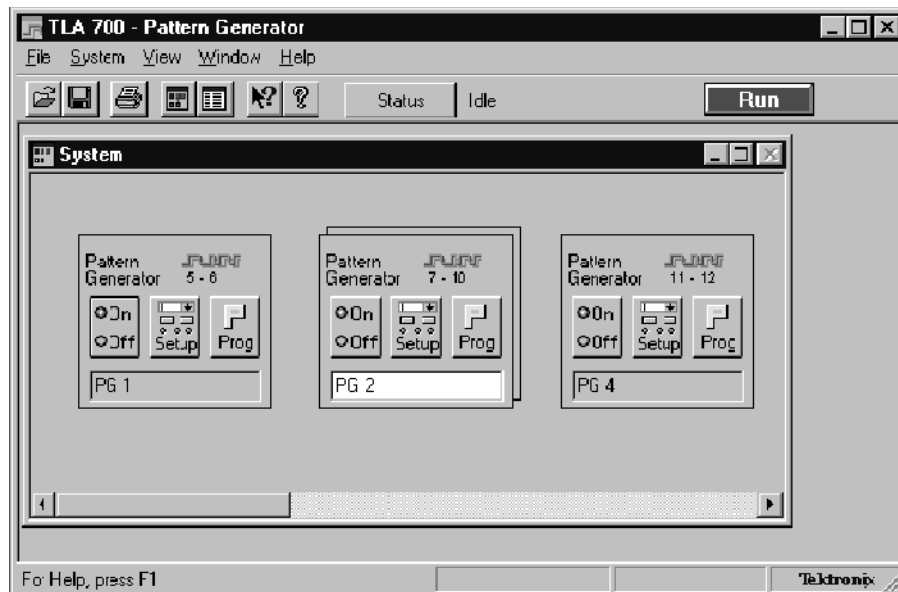 TLA 700 - Pattern Generator
File System View Window Help
Status Idle Run
System
Pattern Generator 5 - 6
On
Off
Setup Prog
PG 1
Pattern Generator 7 - 10
On
Off
Setup Prog
PG 2
Pattern Generator 11 - 12
On
Off
Setup Prog
PG 4
For Help, press F1
Tektronix